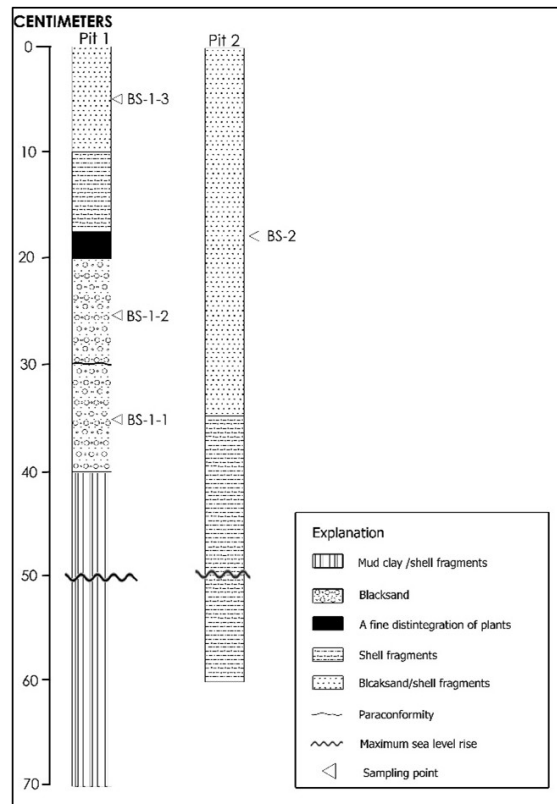 CENTIMETERS
Pit 1
Pit 2
0
BS-1-3
10
BS-2
20
BS-1-2
30
BS-1-1
40
50
60
70
Explanation
Mud clay /shell fragments
Blacksand
A fine distintegration of plants
Shell fragments
Blcaksand/shell fragments
Paraconformity
Maximum sea level rise
Sampling point